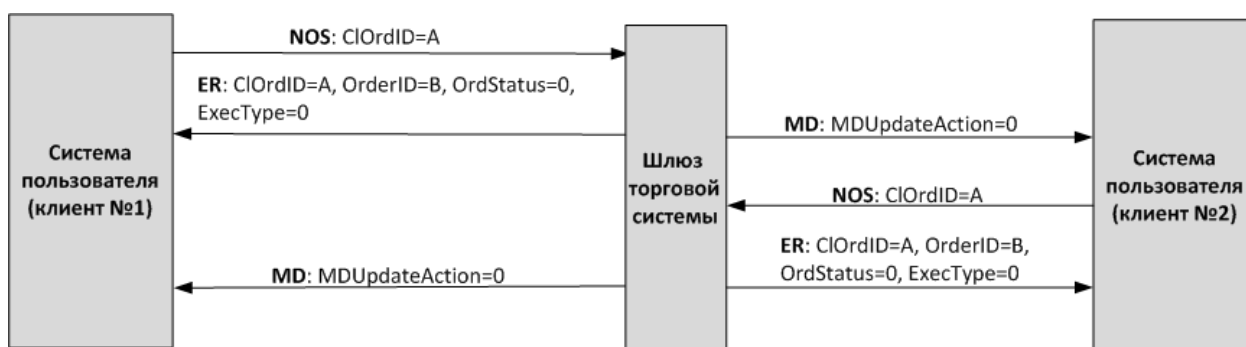 NOS: ClOrdID=A
ER: ClOrdID=A, OrderID=B, OrdStatus=0,
ExecType=0
MD: MDUpdateAction=0
Система
пользователя
(клиент №1)
Шлюз
торговой
системы
Система
пользователя
(клиент №2)
NOS: ClOrdID=A
ER: ClOrdID=A, OrderID=B,
OrdStatus=0, ExecType=0
MD: MDUpdateAction=0